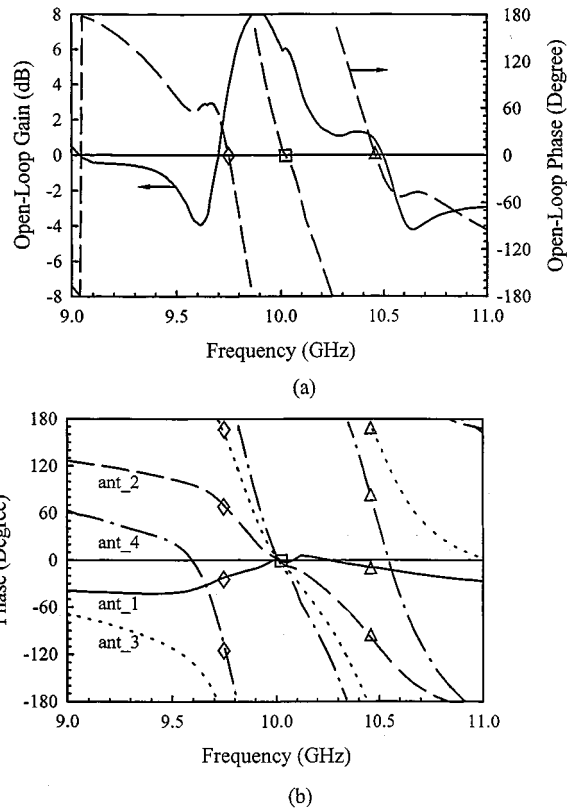 8
6
4
2
0
-2
-4
-6
-8
Open-Loop Gain (dB)
180
120
60
0
-60
-120
-180
Open-Loop Phase (Degree)
9.0 9.5 10.0 10.5 11.0
Frequency (GHz)
(a)
180
120
60
0
-60
-120
-180
(Degree)
ant_2
ant_4
ant_1
ant_3
9.0 9.5 10.0 10.5 11.0
Frequency (GHz)
(b)